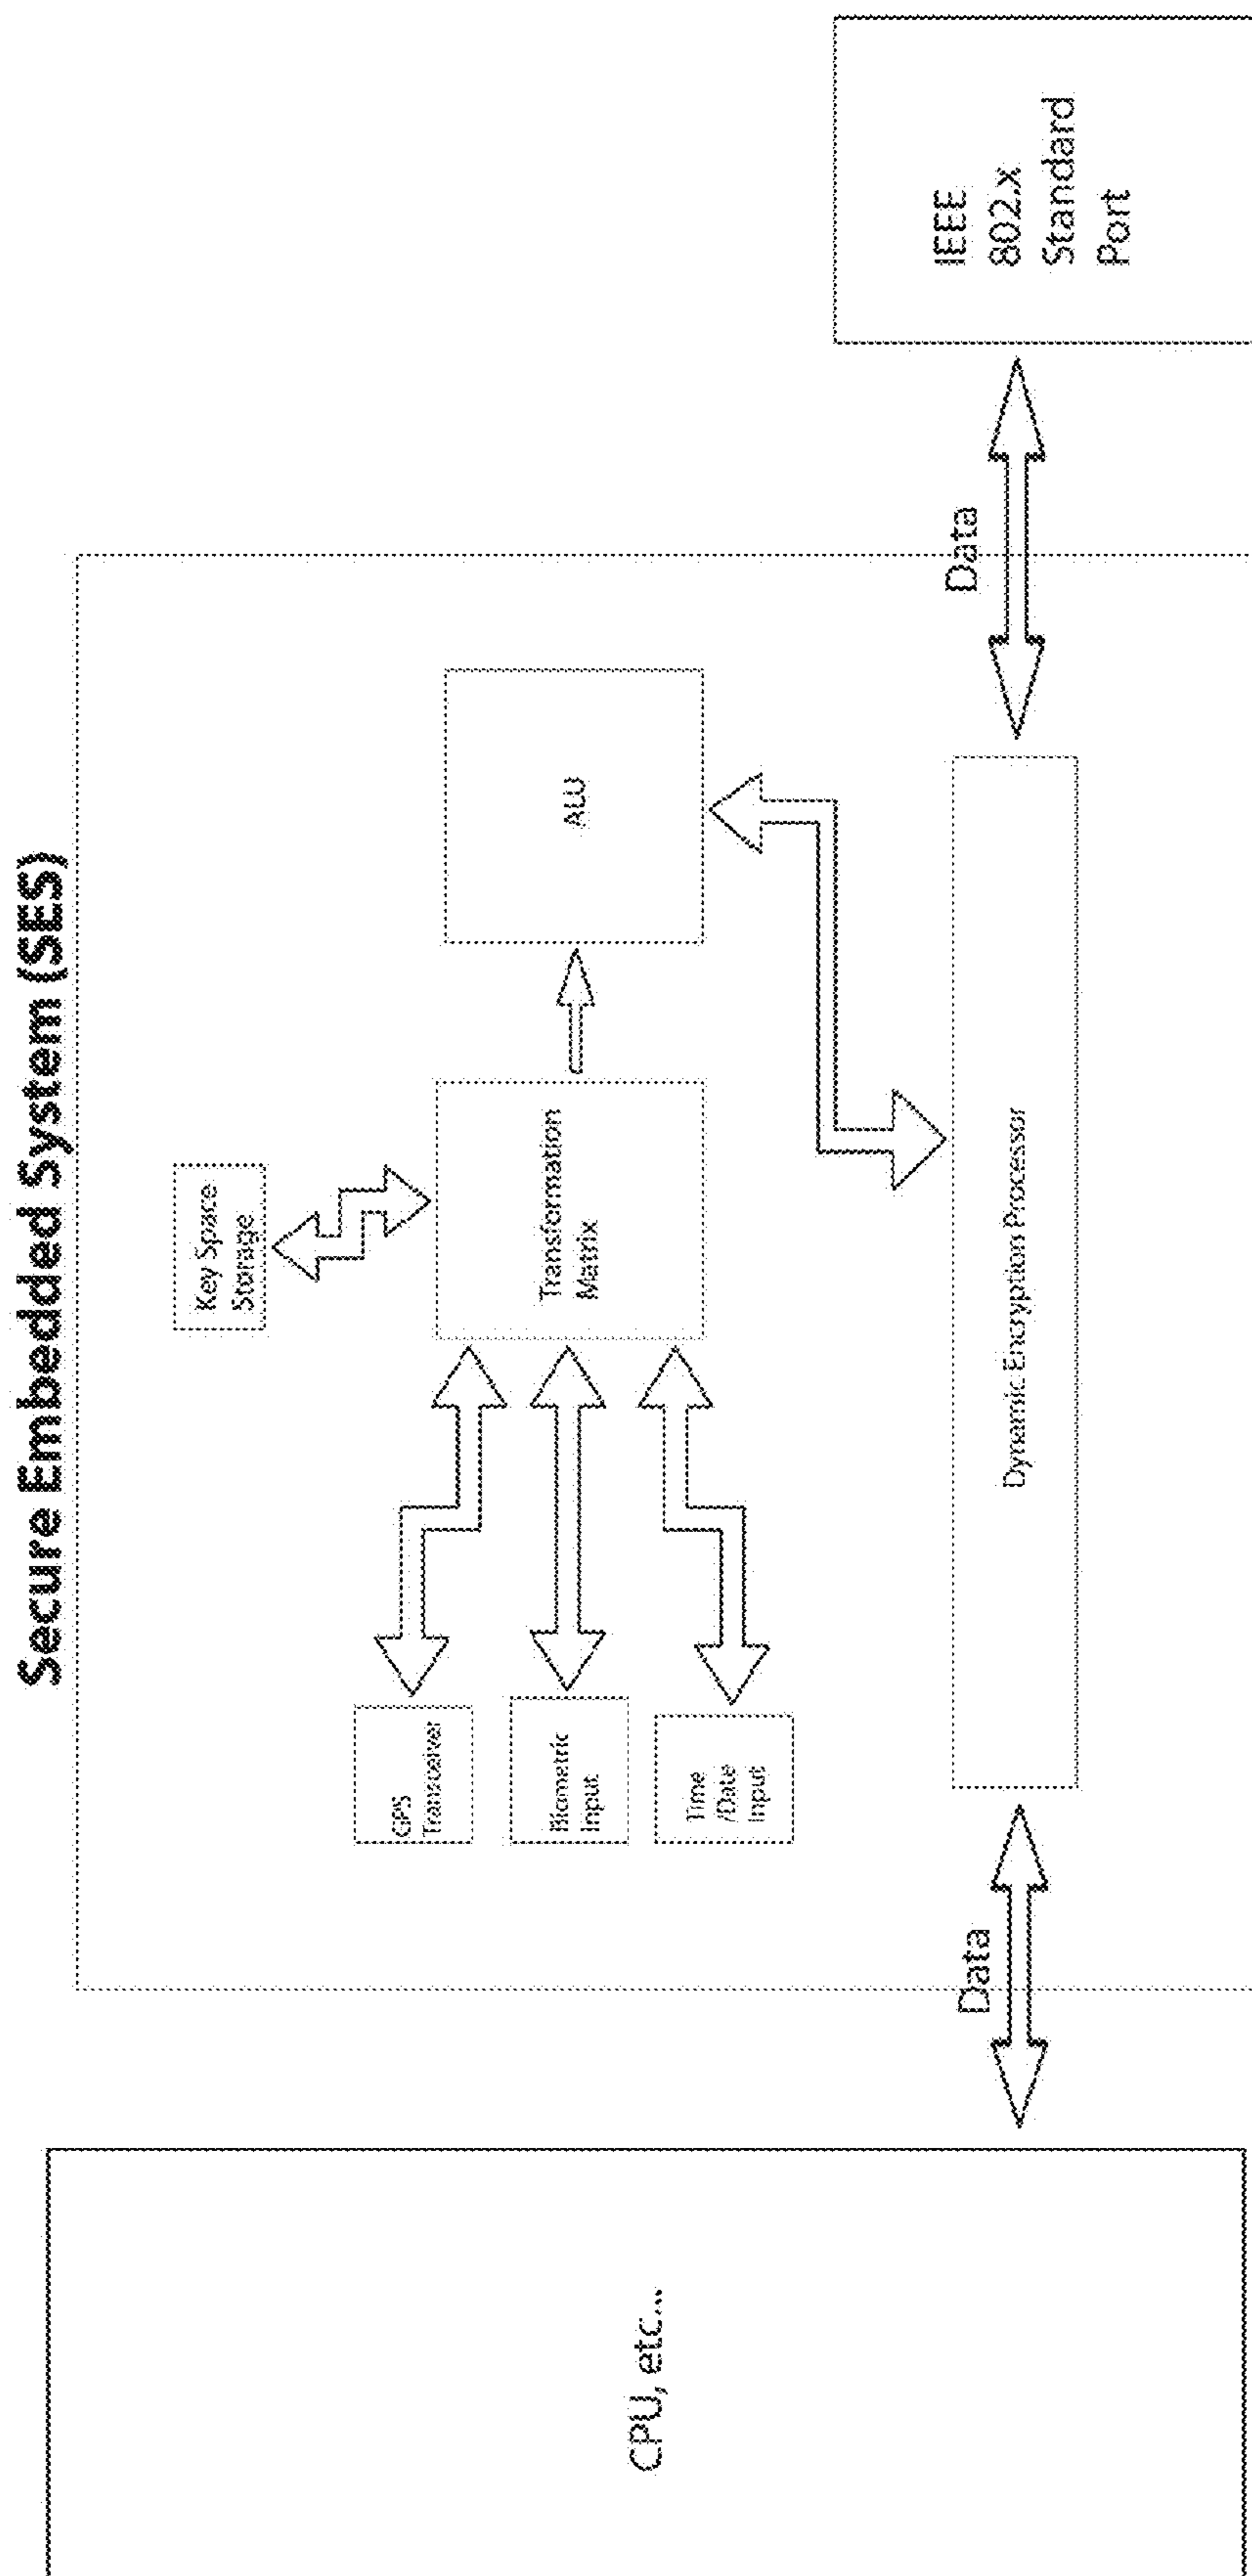 Secure Embedded System (SES)
Key Space
Storage
GPS
Transceiver
Biometric
Input
Time
/Date
Input
Transformation
Matrix
ALU
Dynamic Encryption Processor
CPU, etc...
Data
Data
IEEE
802.x
Standard
Port